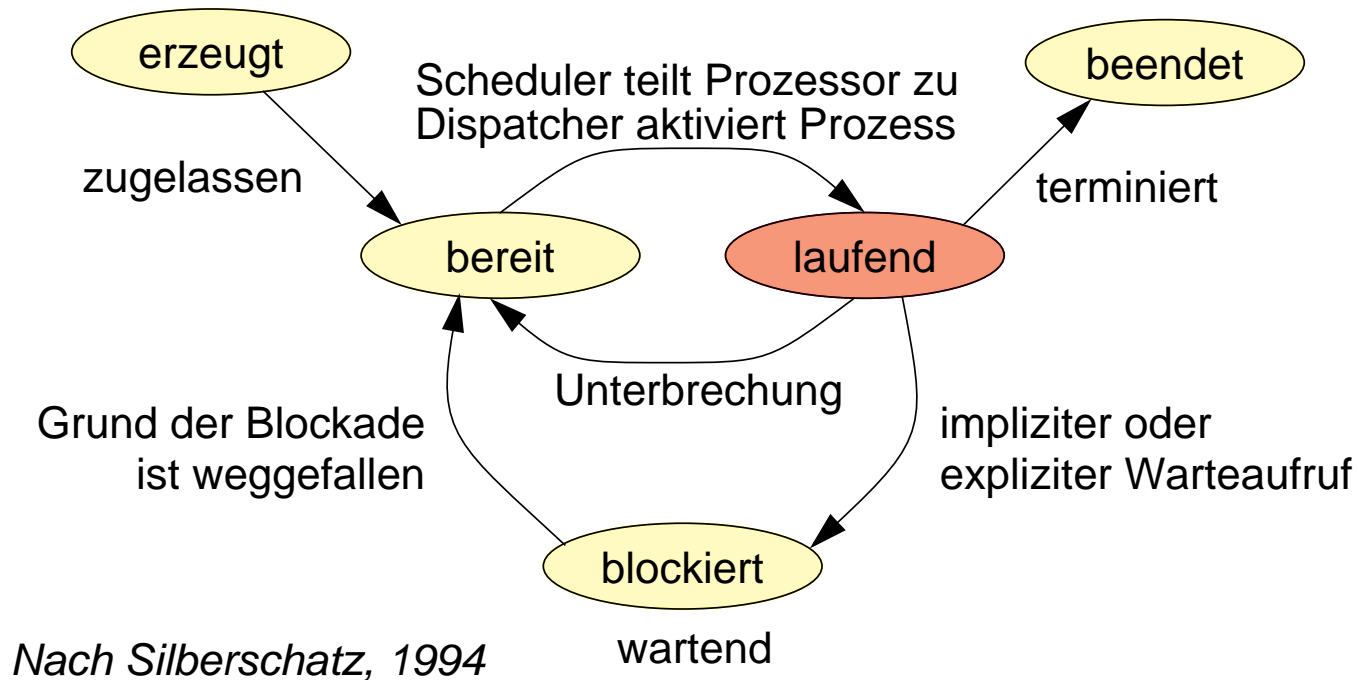 erzeugt
beendet
Scheduler teilt Prozessor zu
Dispatcher aktiviert Prozess
zugelassen
terminiert
bereit
laufend
Unterbrechung
Grund der Blockade
ist weggefallen
impliziter oder
expliziter Warteaufruf
blockiert
wartend
Nach Silberschatz, 1994